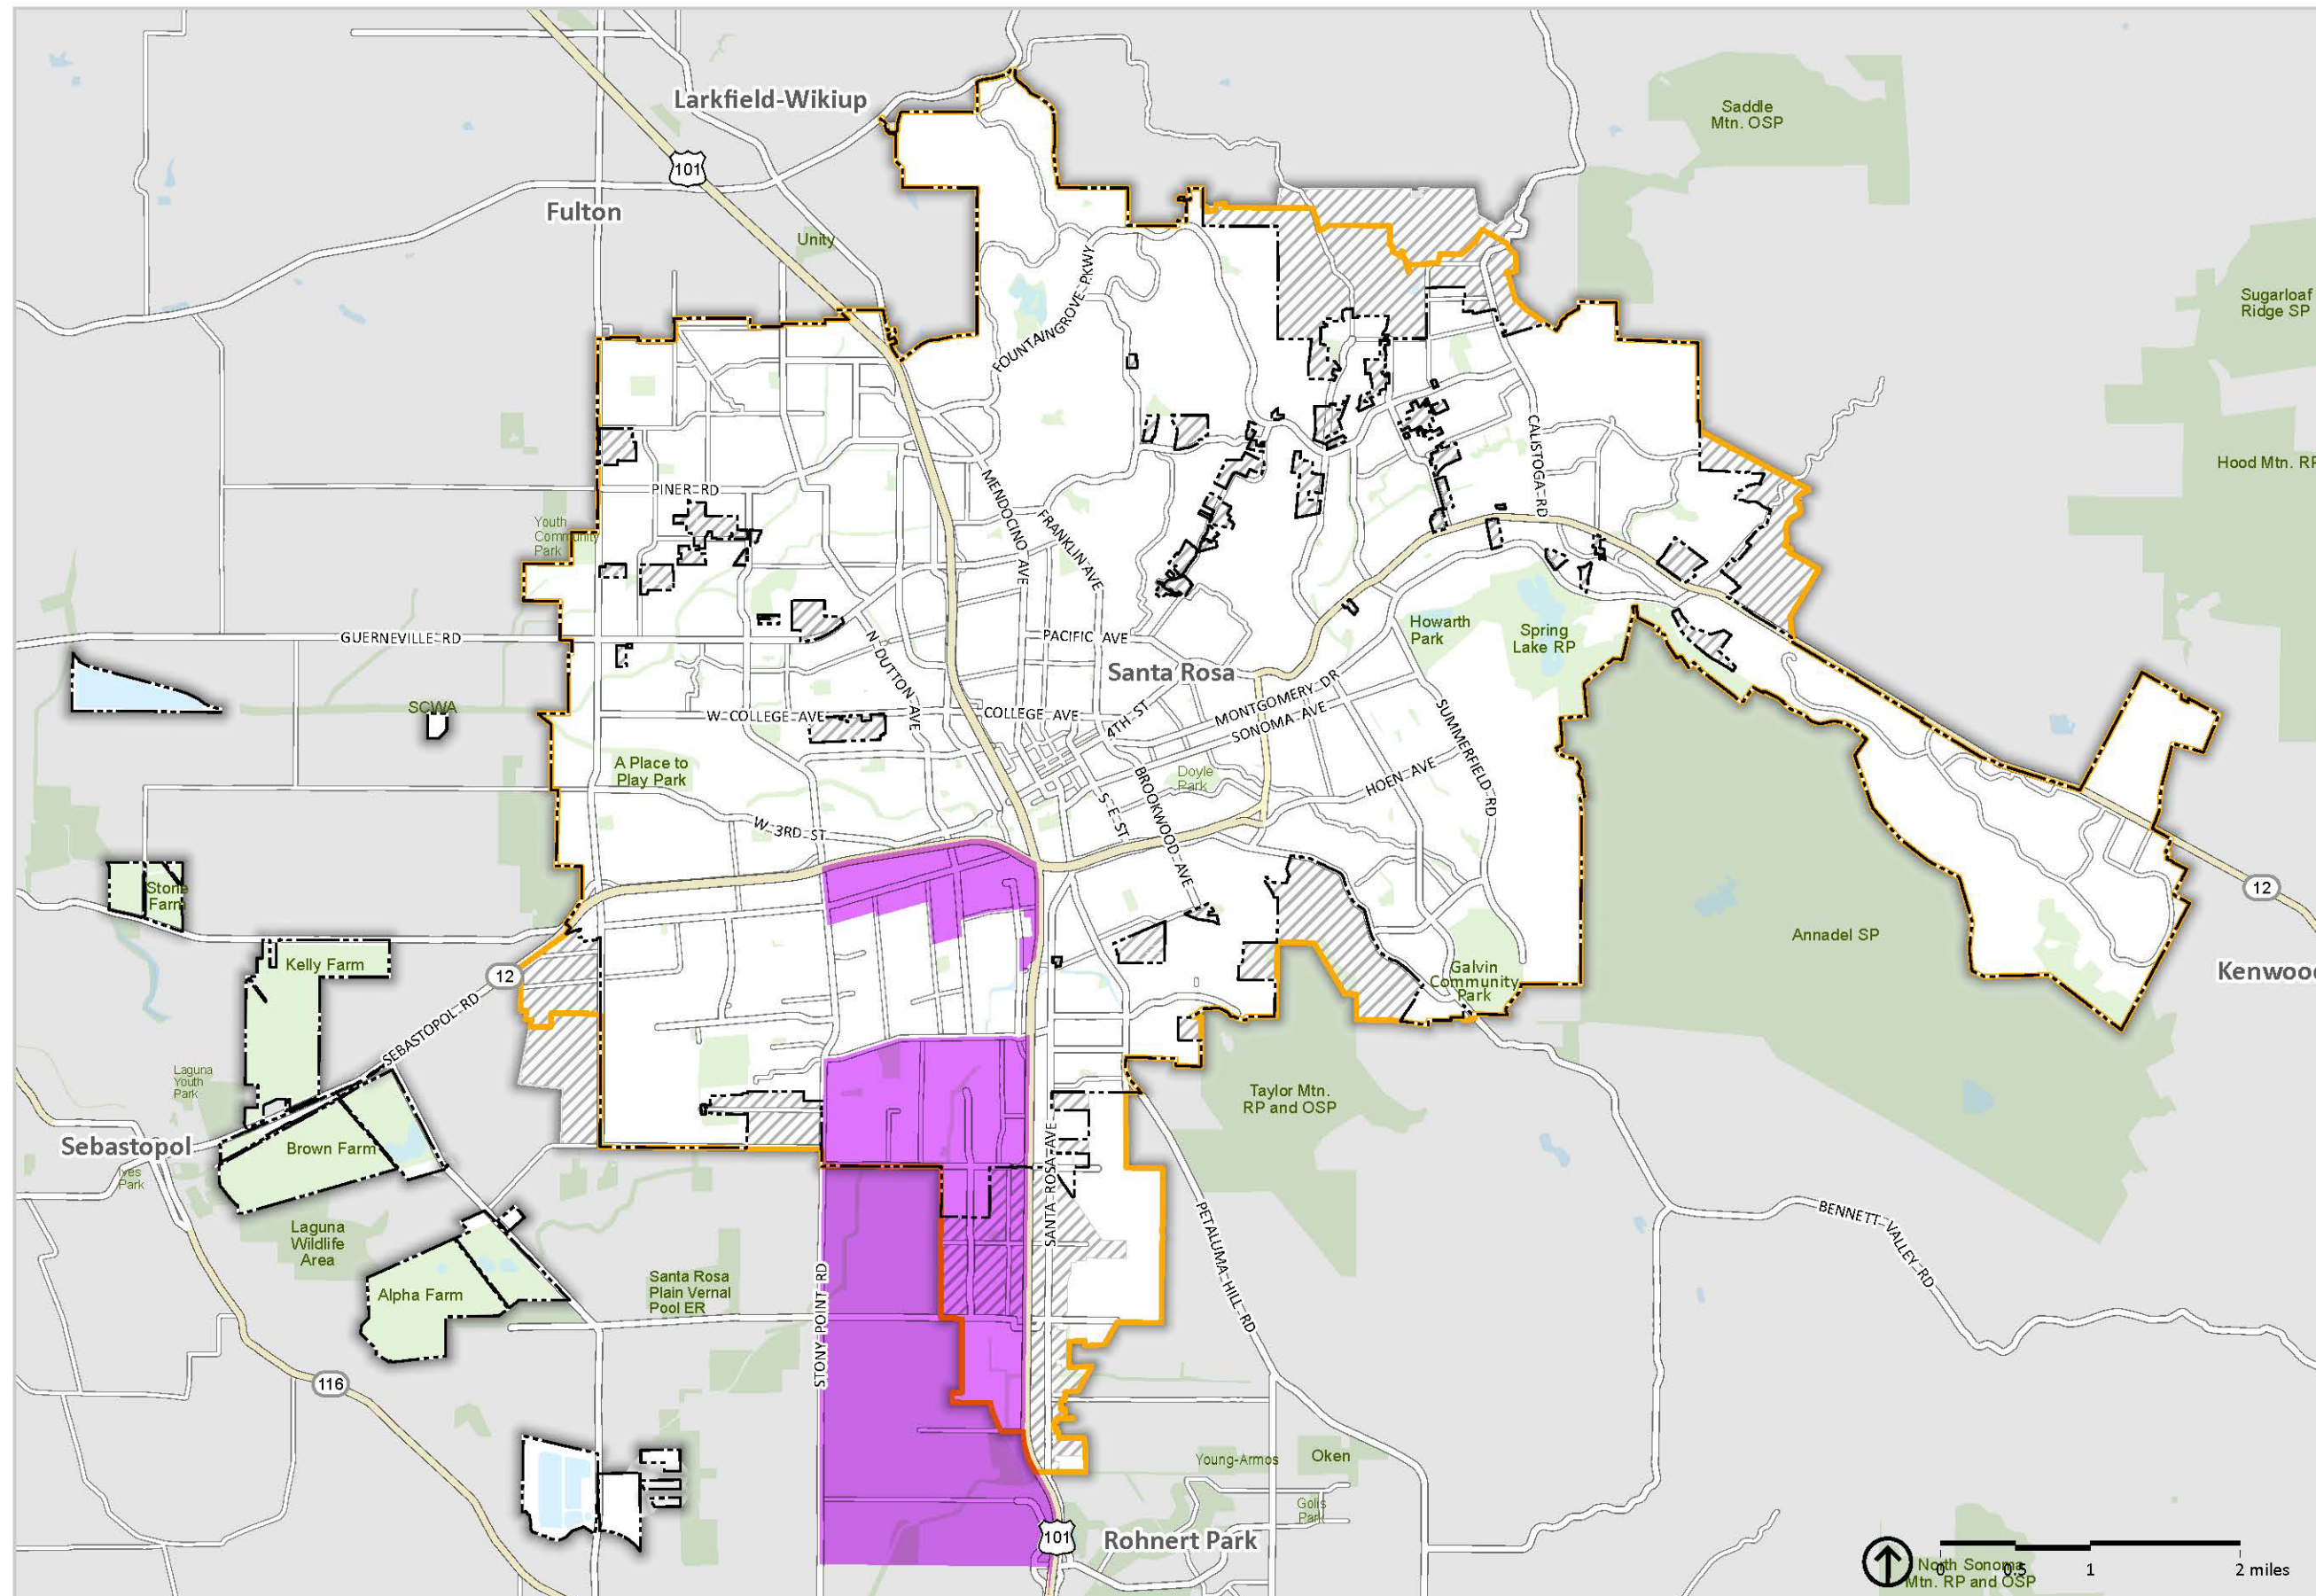 Larkfield-Wikiup
Saddle
Mtn. OSP
101
Fulton
Unity
FOUNTAINGROVE PKWY
Sugarloaf
Ridge SP
Hood Mtn. RP
CALISTOGA RD
PINER RD
MENDOCINO AVE
FRANKLIN AVE
Youth
Community
Park
GUERNEVILLE RD
N DUTTON AVE
PACIFIC AVE
Howarth
Park
Spring
Lake RP
Santa Rosa
SCWA
W COLLEGE AVE
COLLEGE AVE
4TH ST
MONTGOMERY DR
SONOMA AVE
SUMMERFIELD RD
A Place to
Play Park
Doyle
Park
BROOKWOOD AVE
HOEN AVE
S E ST
W 3RD ST
Stone
Farm
12
Annadel SP
Kelly Farm
12
Galvin
Community
Park
Kenwood
SEBASTOPOL RD
Laguna
Youth
Park
Taylor Mtn.
RP and OSP
Sebastopol
Ives
Park
Brown Farm
SANTA ROSA AVE
PETALUMA HILL RD
BENNETT VALLEY RD
Laguna
Wildlife
Area
Alpha Farm
Santa Rosa
Plain Vernal
Pool ER
STONY POINT RD
116
Young-Armos
Oken
Golis
Park
101
Rohnert Park
North Sonoma
Mtn. RP and OSP
0 0.5 1 2 miles